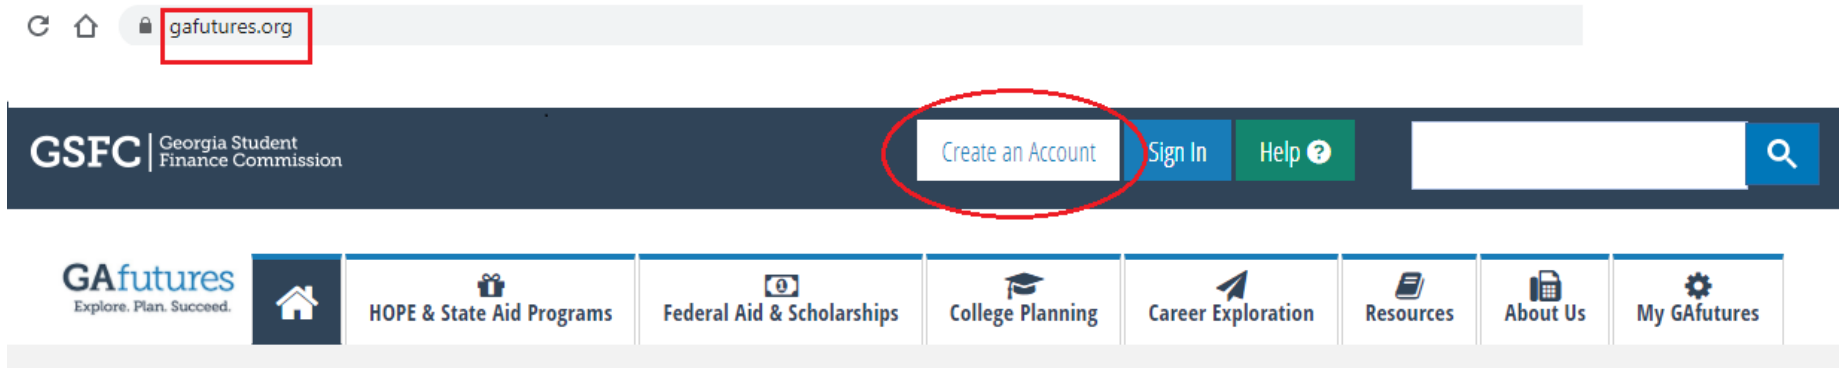 gafutures.org
GSFC Georgia Student
Finance Commission
Create an Account
Sign In
Help ?
GAfutures
Explore. Plan. Succeed.
HOPE & State Aid Programs
Federal Aid & Scholarships
College Planning
Career Exploration
Resources
About Us
My GAfutures